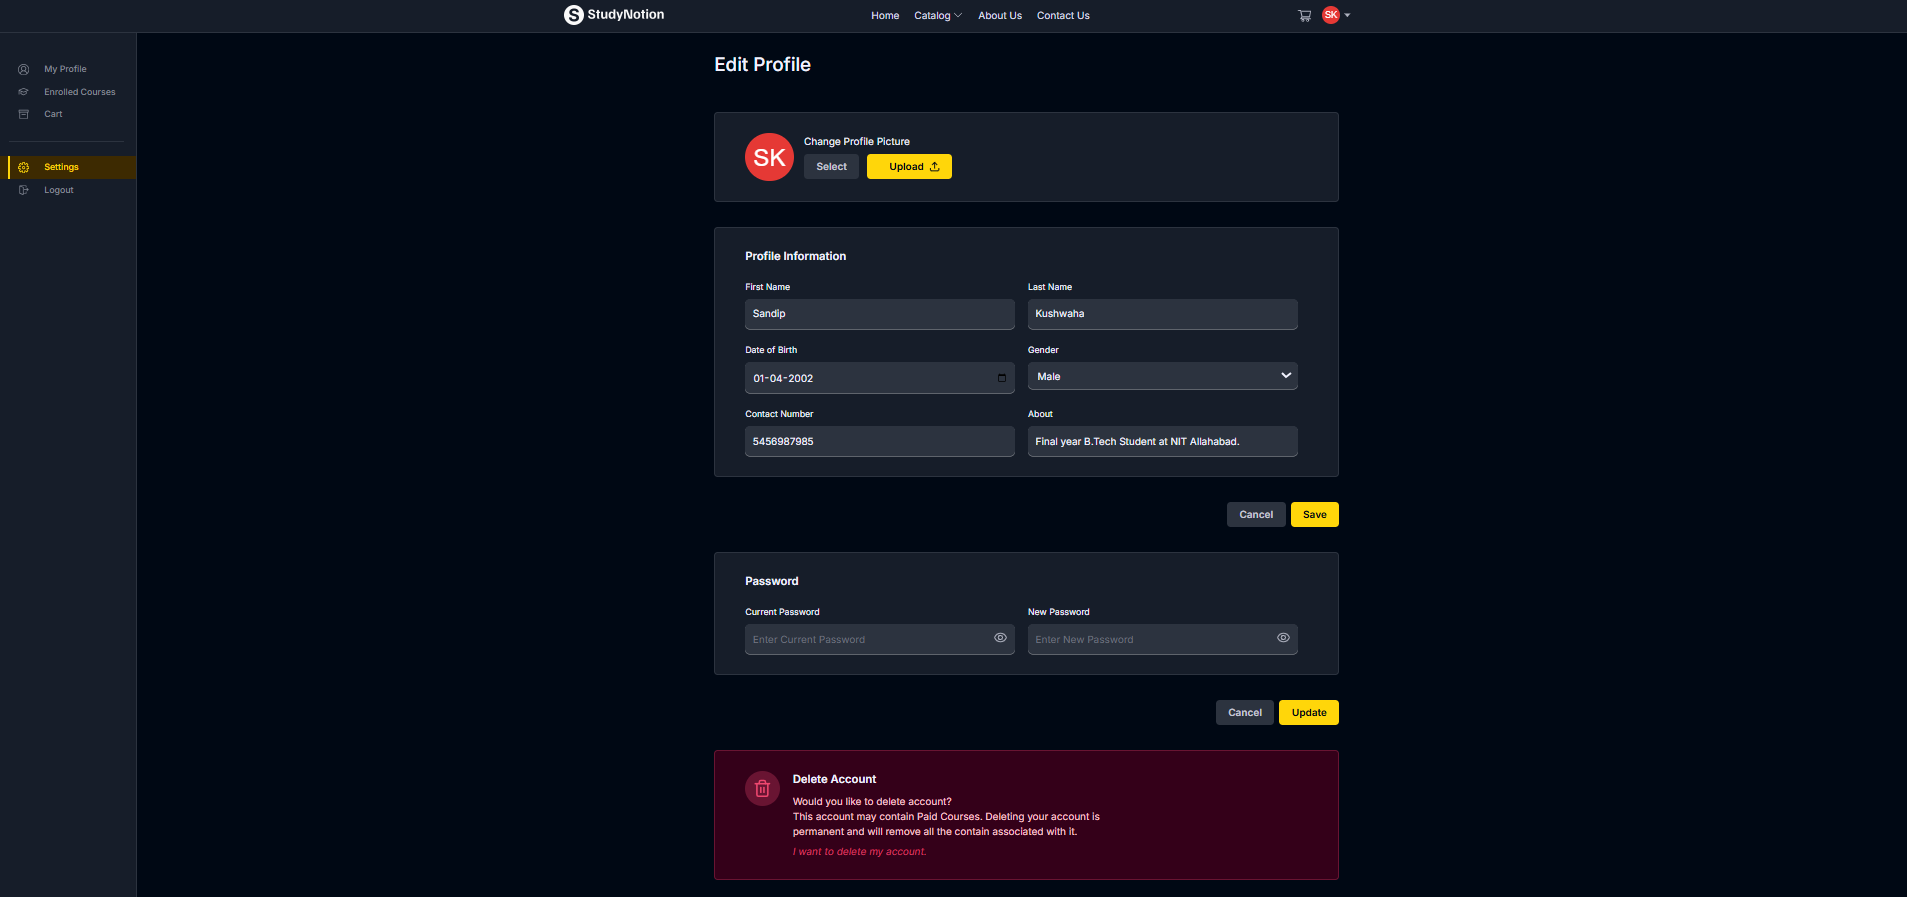 StudyNotion
Home Catalog About Us Contact Us
SK
My Profile
Enrolled Courses
Cart
Settings
Logout
Edit Profile
SK
Change Profile Picture
Select Upload
Profile Information
First Name Last Name
Sandip Kushwaha
Date of Birth Gender
01-04-2002 Male
Contact Number About
5456987985 Final year B.Tech Student at NIT Allahabad.
Cancel Save
Password
Current Password New Password
Enter Current Password Enter New Password
Cancel Update
Delete Account
Would you like to delete account?
This account may contain Paid Courses. Deleting your account is
permanent and will remove all the contain associated with it.
I want to delete my account.